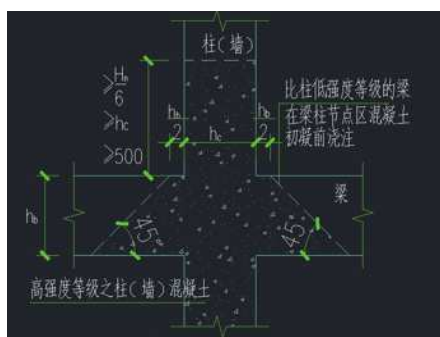 柱(墙)
≥Hn/6
≥hc
≥500
hb/2
hc
hb/2
比柱低强度等级的梁
在梁柱节点区混凝土
初凝前浇注
hb
梁
45°
45°
高强度等级之柱(墙)混凝土